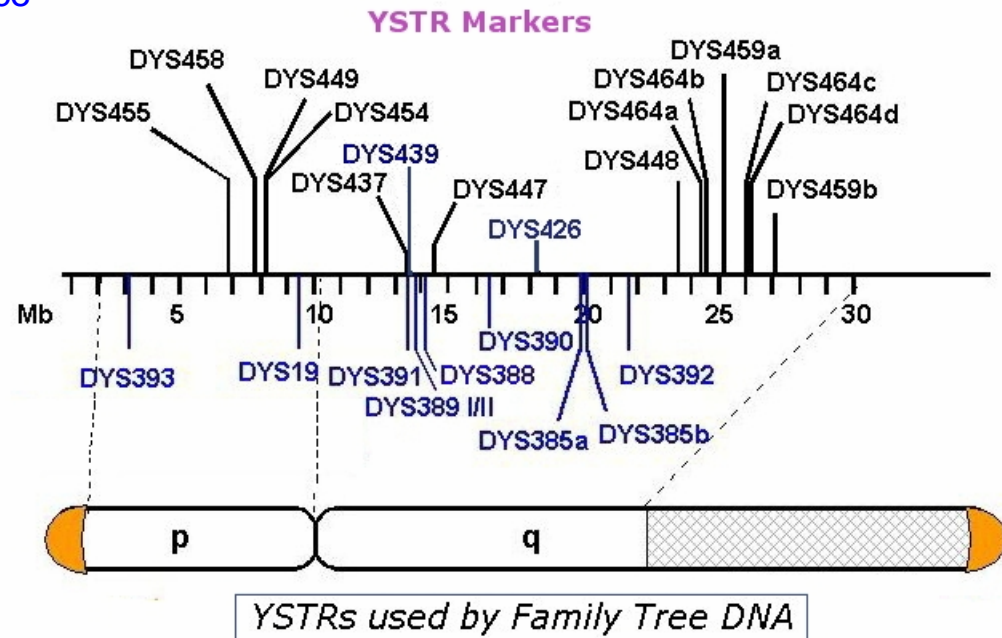 YSTR Markers
DYS459a
DYS458
DYS449
DYS464b
DYS464c
DYS455
DYS454
DYS464a
DYS464d
DYS439
DYS448
DYS437
DYS447
DYS459b
DYS426
Mb 5 10 15 20 25 30
DYS390
DYS393
DYS19
DYS391
DYS388
DYS392
DYS389 I/II
DYS385a
DYS385b
p
q
YSTRs used by Family Tree DNA